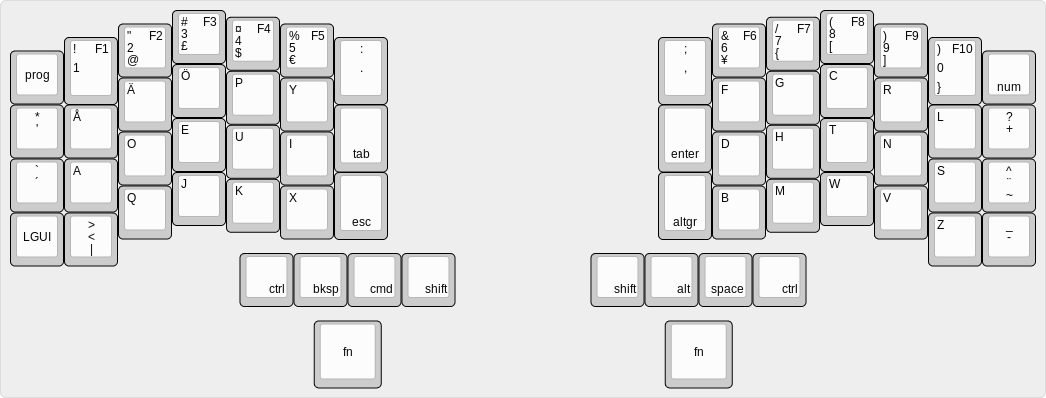 prog
! F1
1
" F2
2
@
# F3
3
£
¤ F4
4
$
% F5
5
€
:
.
;
,
& F6
6
¥
/ F7
7
{
( F8
8
[
) F9
9
]
) F10
0
}
num
*
'
Å
Ä
Ö
P
Y
tab
enter
F
G
C
R
L
?
+
`
´
A
O
E
U
I
esc
altgr
D
H
T
N
S
^
¨
~
LGUI
>
<
|
Q
J
K
X
B
M
W
V
Z
_
-
ctrl bksp cmd shift
shift alt space ctrl
fn
fn